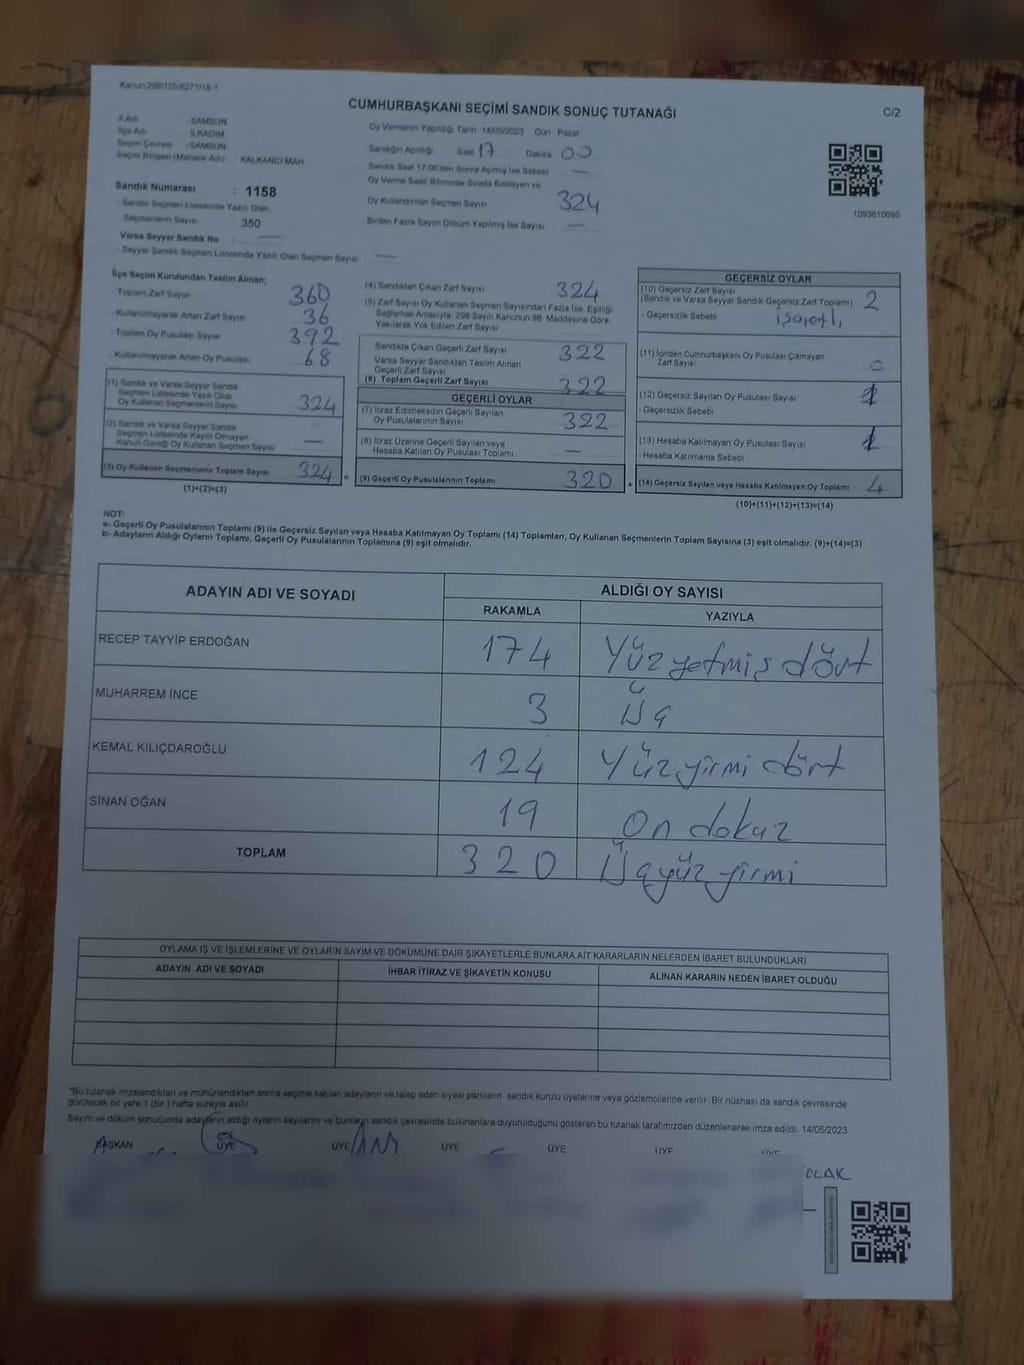 Kanun:298/105:6271/18-1
CUMHURBAŞKANI SEÇİMİ SANDIK SONUÇ TUTANAĞI
C/2
İl Adı : SAMSUN
İlçe Adı : İLKADIM
Seçim Çevresi : SAMSUN
Seçim Bölgesi (Mahalle Adı) KALKANCI MAH
Sandık Numarası : 1158
- Sandık Seçmen Listesinde Yazılı Olan
Seçmenlerin Sayısı 350
Varsa Seyyar Sandık No : —
- Seyyar Sandık Seçmen Listesinde Yazılı Olan Seçmen Sayısı —
Oy Vermenin Yapıldığı Tarih 14/05/2023 Gün Pazar
Sandığın Açılışı Saat 17 Dakika 00
Sandık Saat 17:00'den Sonra Açılmış İse Sebebi —
Oy Verme Saati Bitiminde Sırada Bekleyen ve
Oy Kullandırılan Seçmen Sayısı 324
Birden Fazla Sayım Döküm Yapılmış İse Sayısı —
1093610695
İlçe Seçim Kurulundan Teslim Alınan;
- Toplam Zarf Sayısı 360
- Kullanılmayarak Artan Zarf Sayısı 36
- Toplam Oy Pusulası Sayısı 392
- Kullanılmayarak Artan Oy Pusulası 68
(1) Sandık ve Varsa Seyyar Sandık
Seçmen Listesinde Yazılı Olup
Oy Kullanan Seçmenlerin Sayısı 324
(2) Sandık ve Varsa Seyyar Sandık
Seçmen Listesinde Kayıtlı Olmayan
Kanun Gereği Oy Kullanan Seçmen Sayısı —
(3) Oy Kullanan Seçmenlerin Toplam Sayısı 324 =
(1)+(2)=(3)
(4) Sandıktan Çıkan Zarf Sayısı 324
(5) Zarf Sayısı Oy Kullanan Seçmen Sayısından Fazla İse, Eşitliği
Sağlamak Amacıyla, 298 Sayılı Kanunun 98. Maddesine Göre
Yakılarak Yok Edilen Zarf Sayısı
Sandıkta Çıkan Geçerli Zarf Sayısı 322
Varsa Seyyar Sandıktan Teslim Alınan
Geçerli Zarf Sayısı
(6) Toplam Geçerli Zarf Sayısı 322
GEÇERLİ OYLAR
(7) İtiraz Edilmeksizin Geçerli Sayılan
Oy Pusulalarının Sayısı 322
(8) İtiraz Üzerine Geçerli Sayılan veya
Hesaba Katılan Oy Pusulası Toplamı —
(9) Geçerli Oy Pusulalarının Toplamı 320 +
GEÇERSİZ OYLAR
(10) Geçersiz Zarf Sayısı
(Sandık ve Varsa Seyyar Sandık Geçersiz Zarf Toplamı) 2
- Geçersizlik Sebebi işaretli
(11) İçinden Cumhurbaşkanı Oy Pusulası Çıkmayan
Zarf Sayısı 0
(12) Geçersiz Sayılan Oy Pusulası Sayısı 1
- Geçersizlik Sebebi
(13) Hesaba Katılmayan Oy Pusulası Sayısı 1
- Hesaba Katılmama Sebebi
(14) Geçersiz Sayılan veya Hesaba Katılmayan Oy Toplamı 4
(10)+(11)+(12)+(13)=(14)
NOT:
a- Geçerli Oy Pusulalarının Toplamı (9) ile Geçersiz Sayılan veya Hesaba Katılmayan Oy Toplamı (14) Toplamları, Oy Kullanan Seçmenlerin Toplam Sayısına (3) eşit olmalıdır. (9)+(14)=(3)
b- Adayların Aldığı Oyların Toplamı, Geçerli Oy Pusulalarının Toplamına (9) eşit olmalıdır.
ADAYIN ADI VE SOYADI
ALDIĞI OY SAYISI
RAKAMLA YAZIYLA
RECEP TAYYİP ERDOĞAN 174 Yüz yetmiş dört
MUHARREM İNCE 3 Üç
KEMAL KILIÇDAROĞLU 124 Yüz yirmi dört
SİNAN OĞAN 19 On dokuz
TOPLAM 320 Üçyüz yirmi
OYLAMA İŞ VE İŞLEMLERİNE VE OYLARIN SAYIM VE DÖKÜMÜNE DAİR ŞİKAYETLERLE BUNLARA AİT KARARLARIN NELERDEN İBARET BULUNDUKLARI
ADAYIN ADI VE SOYADI İHBAR İTİRAZ VE ŞİKAYETİN KONUSU ALINAN KARARIN NEDEN İBARET OLDUĞU
"Bu tutanak imzalandıktan ve mühürlendikten sonra seçime katılan adayların ve talep eden siyasi partilerin sandık kurulu üyelerine veya gözlemcilerine verilir. Bir nüshası da sandık çevresinde
görülecek bir yere 1 (bir ) hafta süreyle asılır.
Sayım ve döküm sonucunda adayların aldığı oyların sayılarını ve bunların sandık çevresinde bulunanlara duyurulduğunu gösteren bu tutanak tarafımızdan düzenlenerek imza edildi. 14/05/2023
BAŞKAN ÜYE ÜYE ÜYE ÜYE ÜYE ÜYE
OLAK